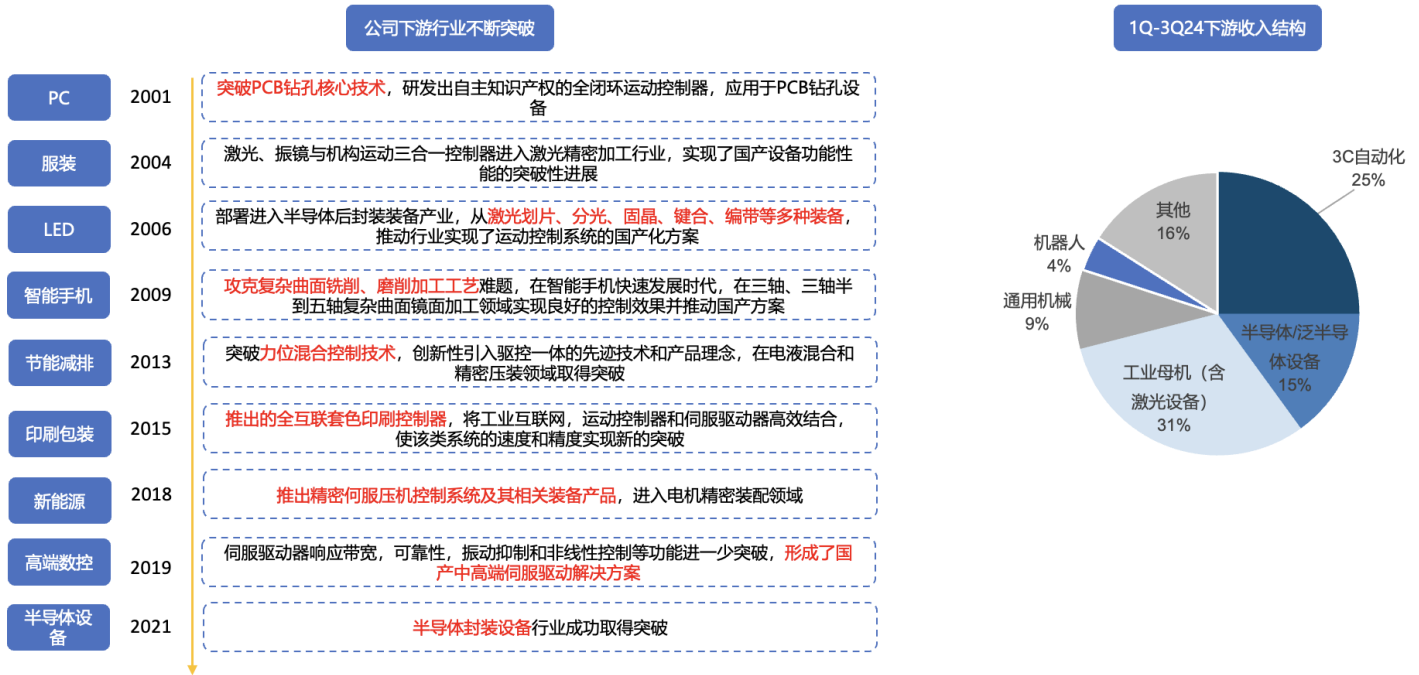 公司下游行业不断突破
PC
2001
突破PCB钻孔核心技术，研发出自主知识产权的全闭环运动控制器，应用于PCB钻孔设
备
服装
2004
激光、振镜与机构运动三合一控制器进入激光精密加工行业，实现了国产设备功能性
能的突破性进展
LED
2006
部署进入半导体后封装装备产业，从激光划片、分光、固晶、键合、编带等多种装备，
推动行业实现了运动控制系统的国产化方案
智能手机
2009
攻克复杂曲面铣削、磨削加工工艺难题，在智能手机快速发展时代，在三轴、三轴半
到五轴复杂曲面镜面加工领域实现良好的控制效果并推动国产方案
节能减排
2013
突破力位混合控制技术，创新性引入驱控一体的先迹技术和产品理念，在电液混合和
精密压装领域取得突破
印刷包装
2015
推出的全互联套色印刷控制器，将工业互联网，运动控制器和伺服驱动器高效结合，
使该类系统的速度和精度实现新的突破
新能源
2018
推出精密何服压机控制系统及其相关装备产品，进入电机精密装配领域
高端数控
2019
伺服驱动器响应带宽，可靠性，振动抑制和非线性控制等功能进一少突破，形成了国
产中高端伺服驱动解决方案
半导体设
备
2021
半导体封装设备行业成功取得突破
1Q-3Q24下游收入结构
3C自动化
25%
半导体/泛半导
体设备
15%
工业母机（含
激光设备）
31%
通用机械
9%
机器人
4%
其他
16%